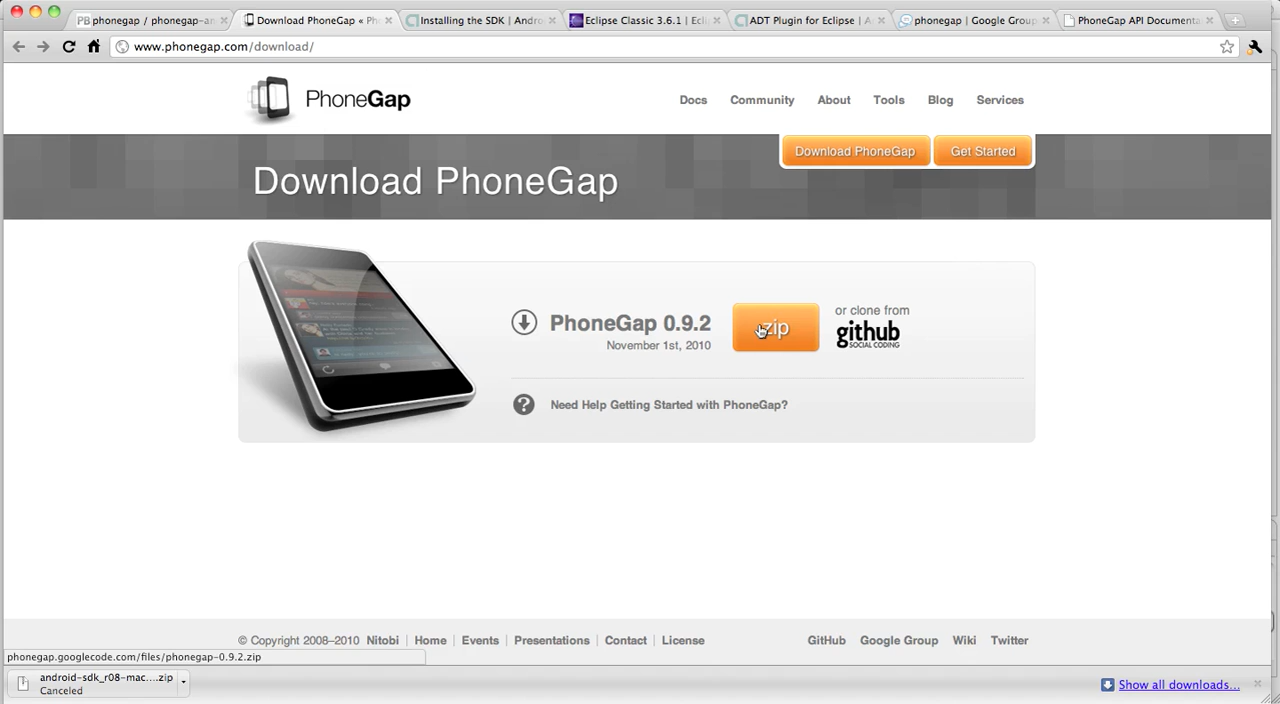 phonegap / phonegap-an
Download PhoneGap « Ph
Installing the SDK | Andro
Eclipse Classic 3.6.1 | Ecli
ADT Plugin for Eclipse | A
phonegap | Google Group
PhoneGap API Documenta
www.phonegap.com/download/
PhoneGap
Docs
Community
About
Tools
Blog
Services
Download PhoneGap
Get Started
Download PhoneGap
PhoneGap 0.9.2
November 1st, 2010
zip
or clone from
github
SOCIAL CODING
Need Help Getting Started with PhoneGap?
© Copyright 2008–2010 Nitobi | Home | Events | Presentations | Contact | License
GitHub | Google Group | Wiki | Twitter
phonegap.googlecode.com/files/phonegap-0.9.2.zip
android-sdk_r08-mac....zip
Canceled
Show all downloads...